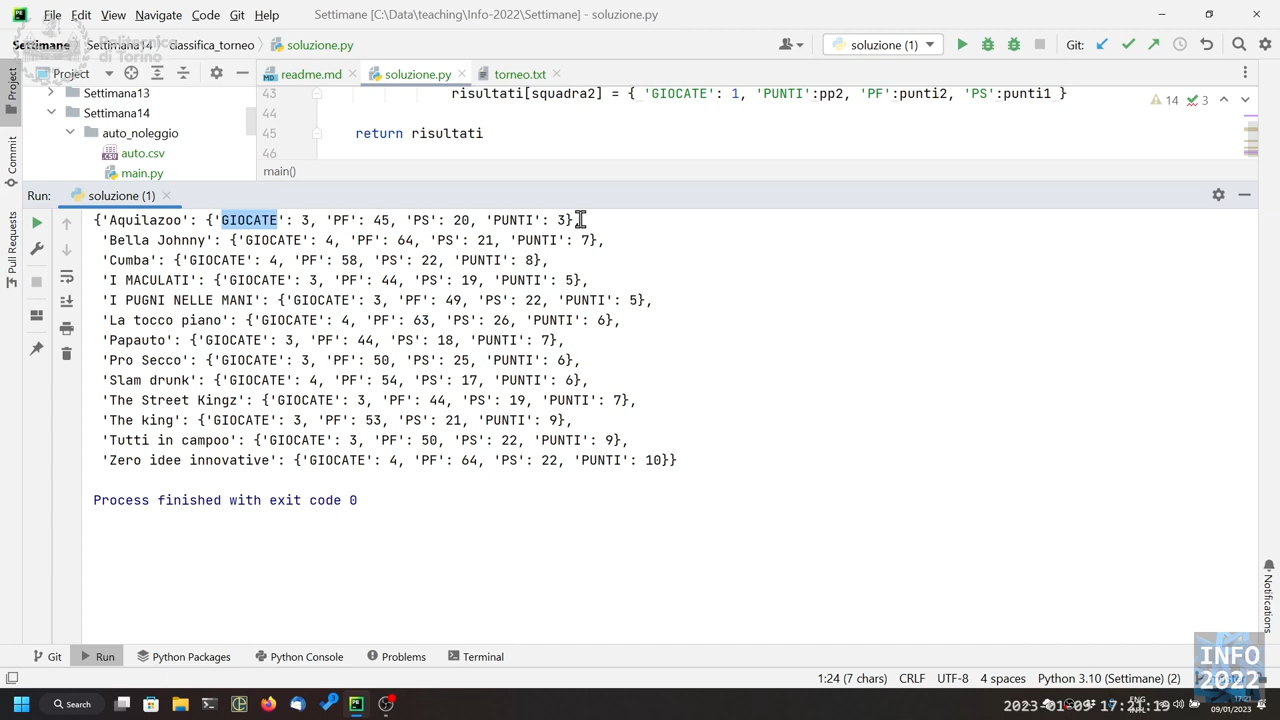 File Edit View Navigate Code Git Help
Settimane [C:\Data\teaching\Info-2022\Settimane] - soluzione.py
Politecnico
di Torino
Settimane Settimana14 classifica_torneo soluzione.py
soluzione (1)
Git:
Project
readme.md
soluzione.py
torneo.txt
Settimana13
Settimana14
auto_noleggio
auto.csv
main.py
43 risultati[squadra2] = { 'GIOCATE': 1, 'PUNTI':pp2, 'PF':punti2, 'PS':punti1 }
44
45 return risultati
46
14 3
main()
Project
Commit
Pull Requests
Run: soluzione (1)
{'Aquilazoo': {'GIOCATE': 3, 'PF': 45, 'PS': 20, 'PUNTI': 3},
'Bella Johnny': {'GIOCATE': 4, 'PF': 64, 'PS': 21, 'PUNTI': 7},
'Cumba': {'GIOCATE': 4, 'PF': 58, 'PS': 22, 'PUNTI': 8},
'I MACULATI': {'GIOCATE': 3, 'PF': 44, 'PS': 19, 'PUNTI': 5},
'I PUGNI NELLE MANI': {'GIOCATE': 3, 'PF': 49, 'PS': 22, 'PUNTI': 5},
'La tocco piano': {'GIOCATE': 4, 'PF': 63, 'PS': 26, 'PUNTI': 6},
'Papauto': {'GIOCATE': 3, 'PF': 44, 'PS': 18, 'PUNTI': 7},
'Pro Secco': {'GIOCATE': 3, 'PF': 50, 'PS': 25, 'PUNTI': 6},
'Slam drunk': {'GIOCATE': 4, 'PF': 54, 'PS': 17, 'PUNTI': 6},
'The Street Kingz': {'GIOCATE': 3, 'PF': 44, 'PS': 19, 'PUNTI': 7},
'The king': {'GIOCATE': 3, 'PF': 53, 'PS': 21, 'PUNTI': 9},
'Tutti in campoo': {'GIOCATE': 3, 'PF': 50, 'PS': 22, 'PUNTI': 9},
'Zero idee innovative': {'GIOCATE': 4, 'PF': 64, 'PS': 22, 'PUNTI': 10}}
Process finished with exit code 0
Notifications
Git Run Python Packages Python Console Problems Terminal
INFO
2022
1:24 (7 chars) CRLF UTF-8 4 spaces Python 3.10 (Settimane) (2)
Search
ENG
17:21
09/01/2023